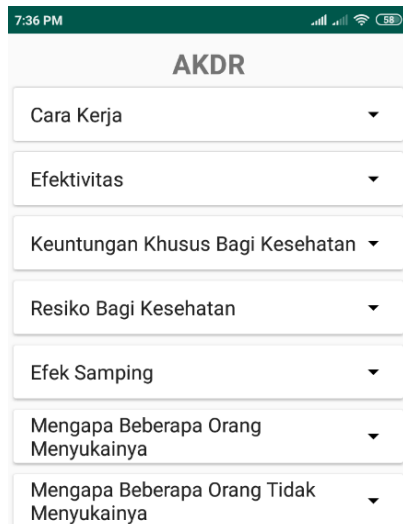 7:36 PM 58
AKDR
Cara Kerja
Efektivitas
Keuntungan Khusus Bagi Kesehatan
Resiko Bagi Kesehatan
Efek Samping
Mengapa Beberapa Orang
Menyukainya
Mengapa Beberapa Orang Tidak
Menyukainya